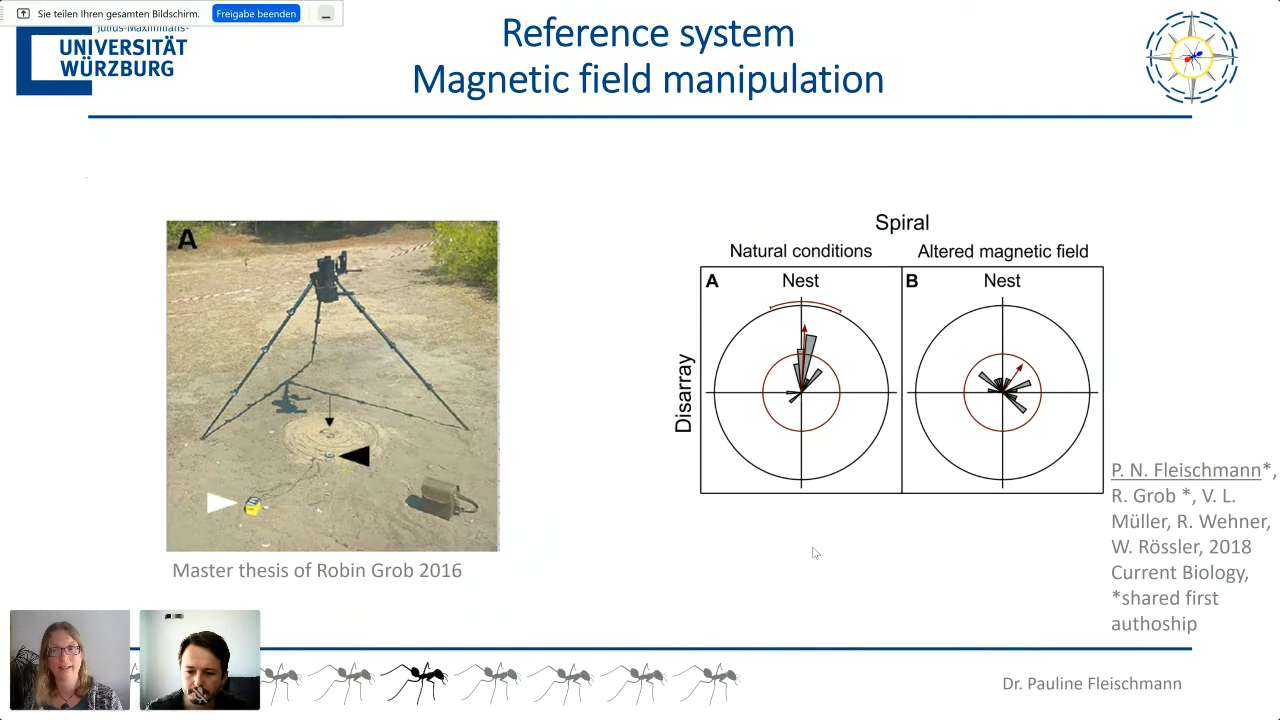 Sie teilen Ihren gesamten Bildschirm.
Freigabe beenden
Julius-Maximilians-
UNIVERSITÄT
WÜRZBURG
Reference system
Magnetic field manipulation
A
Master thesis of Robin Grob 2016
Spiral
Natural conditions
Altered magnetic field
A
Nest
B
Nest
Disarray
P. N. Fleischmann*,
R. Grob *, V. L.
Müller, R. Wehner,
W. Rössler, 2018
Current Biology,
*shared first
authoship
Dr. Pauline Fleischmann